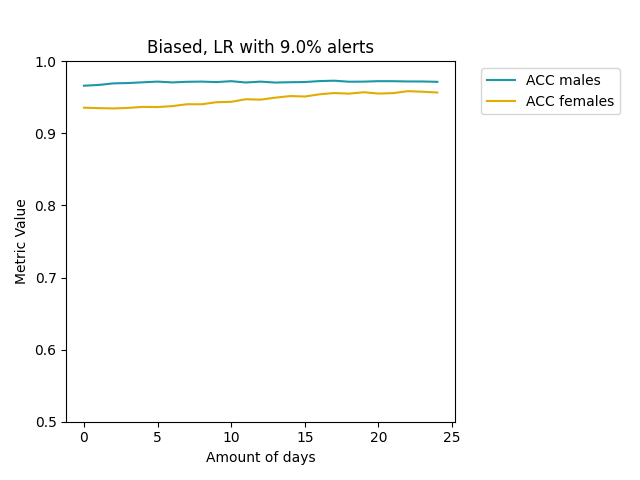 Biased, LR with 9.0% alerts
1.0
0.9
0.8
0.7
0.6
0.5
Metric Value
0 5 10 15 20 25
Amount of days
ACC males
ACC females